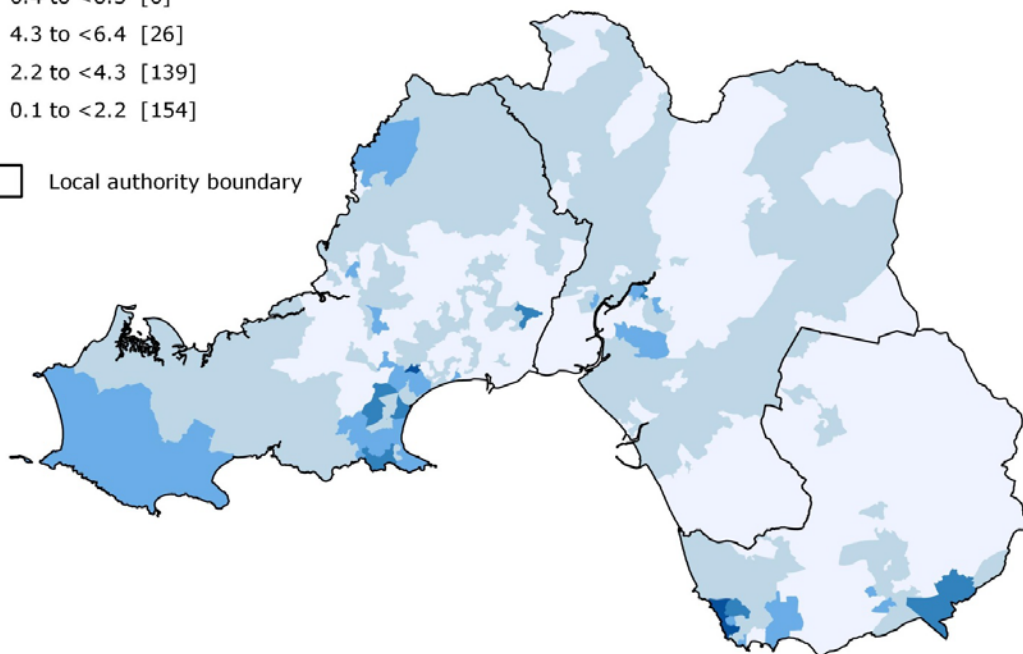 4.3 to <6.4 [26]
2.2 to <4.3 [139]
0.1 to <2.2 [154]
Local authority boundary